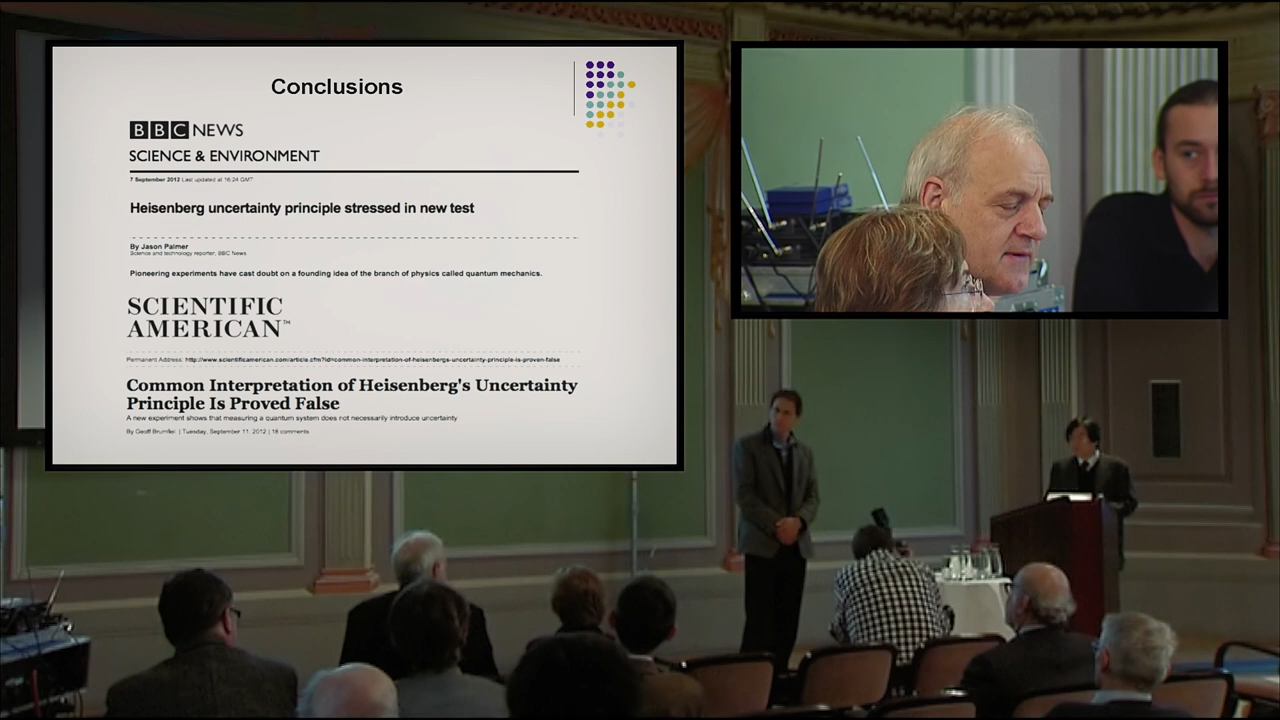 Conclusions
BBC NEWS
SCIENCE & ENVIRONMENT
7 September 2012 Last updated at 16:24 GMT
Heisenberg uncertainty principle stressed in new test
By Jason Palmer
Science and technology reporter, BBC News
Pioneering experiments have cast doubt on a founding idea of the branch of physics called quantum mechanics.
SCIENTIFIC
AMERICAN™
Permanent Address: http://www.scientificamerican.com/article.cfm?id=common-interpretation-of-heisenbergs-uncertainty-principle-is-proven-false
Common Interpretation of Heisenberg's Uncertainty
Principle Is Proved False
A new experiment shows that measuring a quantum system does not necessarily introduce uncertainty
By Geoff Brumfiel | Tuesday, September 11, 2012 | 18 comments